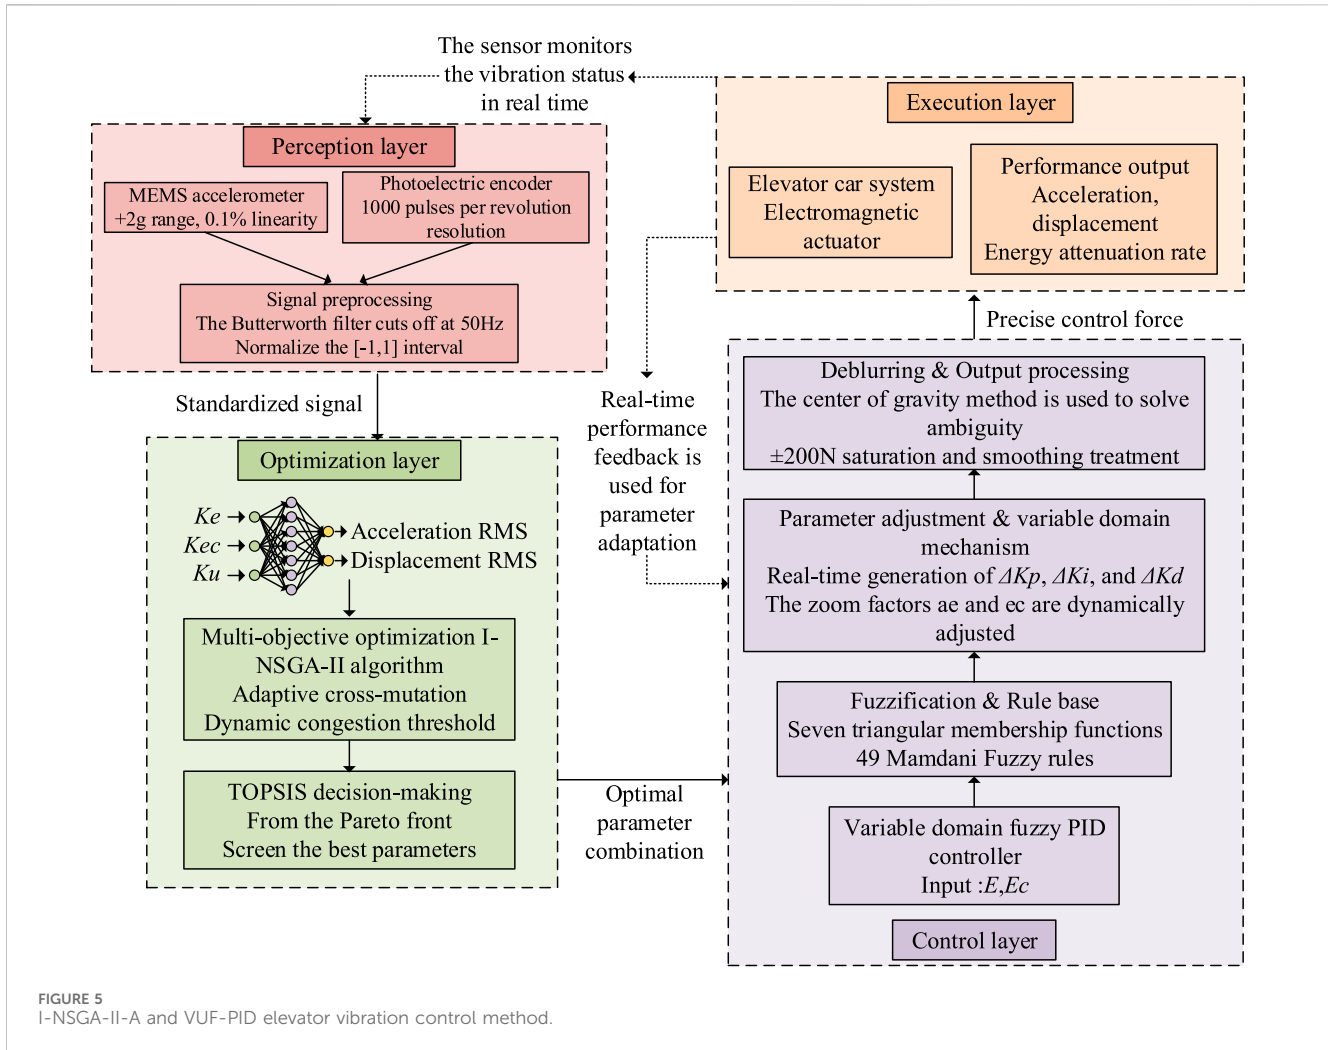 The sensor monitors
the vibration status
in real time
Perception layer
MEMS accelerometer
+2g range, 0.1% linearity
Photoelectric encoder
1000 pulses per revolution
resolution
Signal preprocessing
The Butterworth filter cuts off at 50Hz
Normalize the [-1,1] interval
Standardized signal
Optimization layer
Ke
Kec
Ku
Acceleration RMS
Displacement RMS
Multi-objective optimization I-
NSGA-II algorithm
Adaptive cross-mutation
Dynamic congestion threshold
TOPSIS decision-making
From the Pareto front
Screen the best parameters
Optimal
parameter
combination
Real-time
performance
feedback is
used for
parameter
adaptation
Execution layer
Elevator car system
Electromagnetic
actuator
Performance output
Acceleration,
displacement
Energy attenuation rate
Precise control force
Deblurring & Output processing
The center of gravity method is used to solve
ambiguity
±200N saturation and smoothing treatment
Parameter adjustment & variable domain
mechanism
Real-time generation of ΔKp, ΔKi, and ΔKd
The zoom factors ae and ec are dynamically
adjusted
Fuzzification & Rule base
Seven triangular membership functions
49 Mamdani Fuzzy rules
Variable domain fuzzy PID
controller
Input :E,Ec
Control layer
FIGURE 5
I-NSGA-II-A and VUF-PID elevator vibration control method.